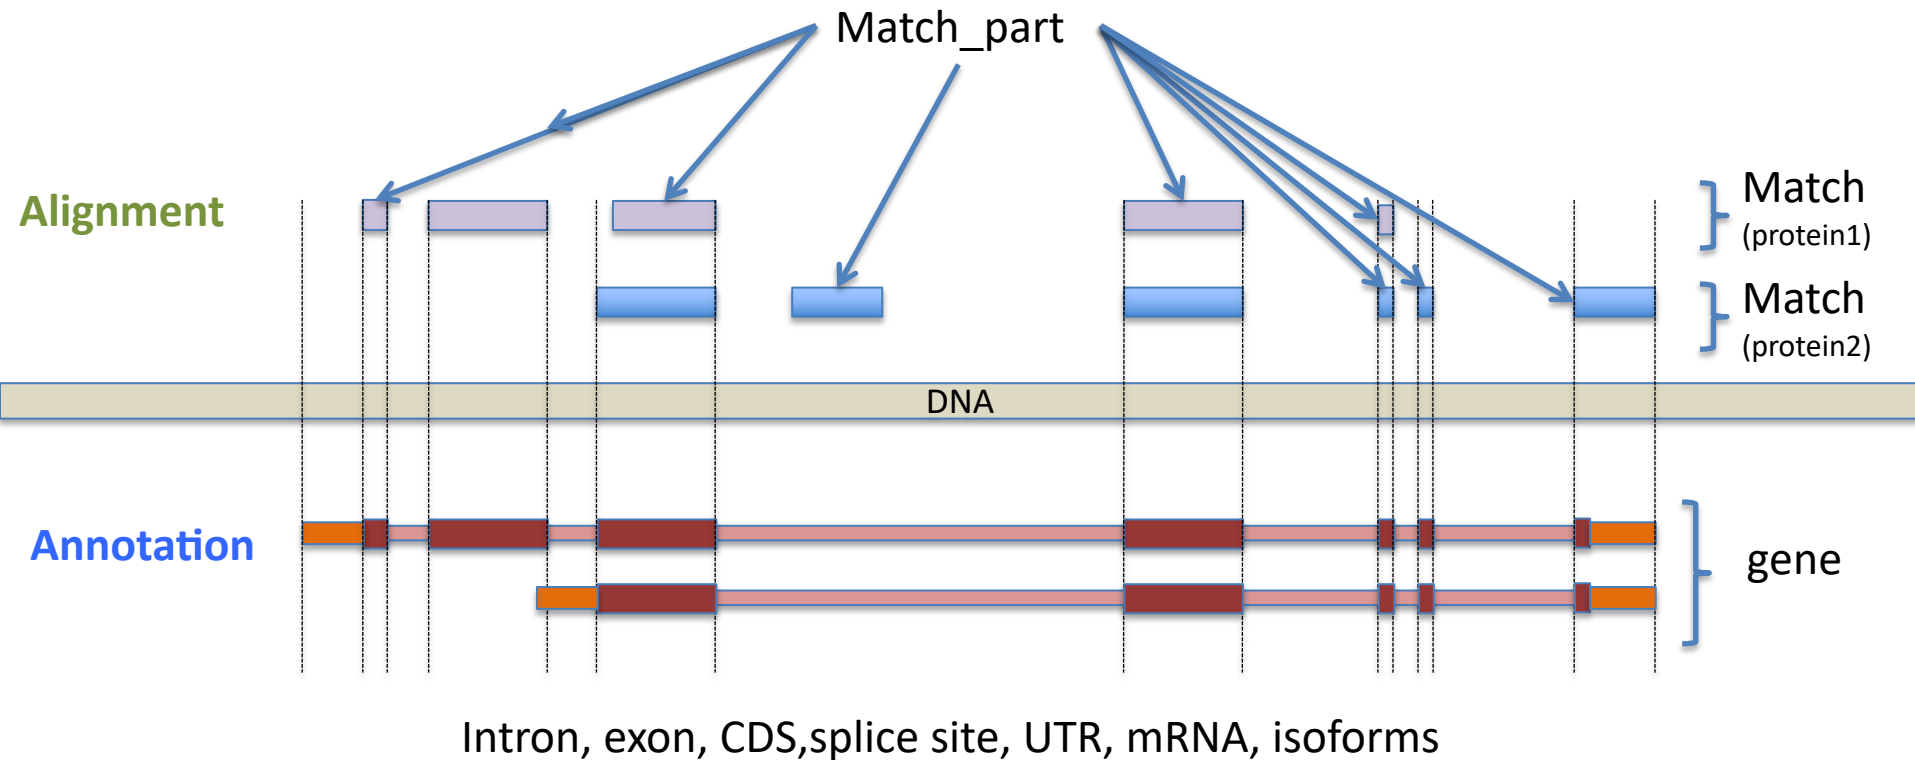 Match_part
Alignment
Match
(protein1)
Match
(protein2)
DNA
Annotation
gene
Intron, exon, CDS,splice site, UTR, mRNA, isoforms